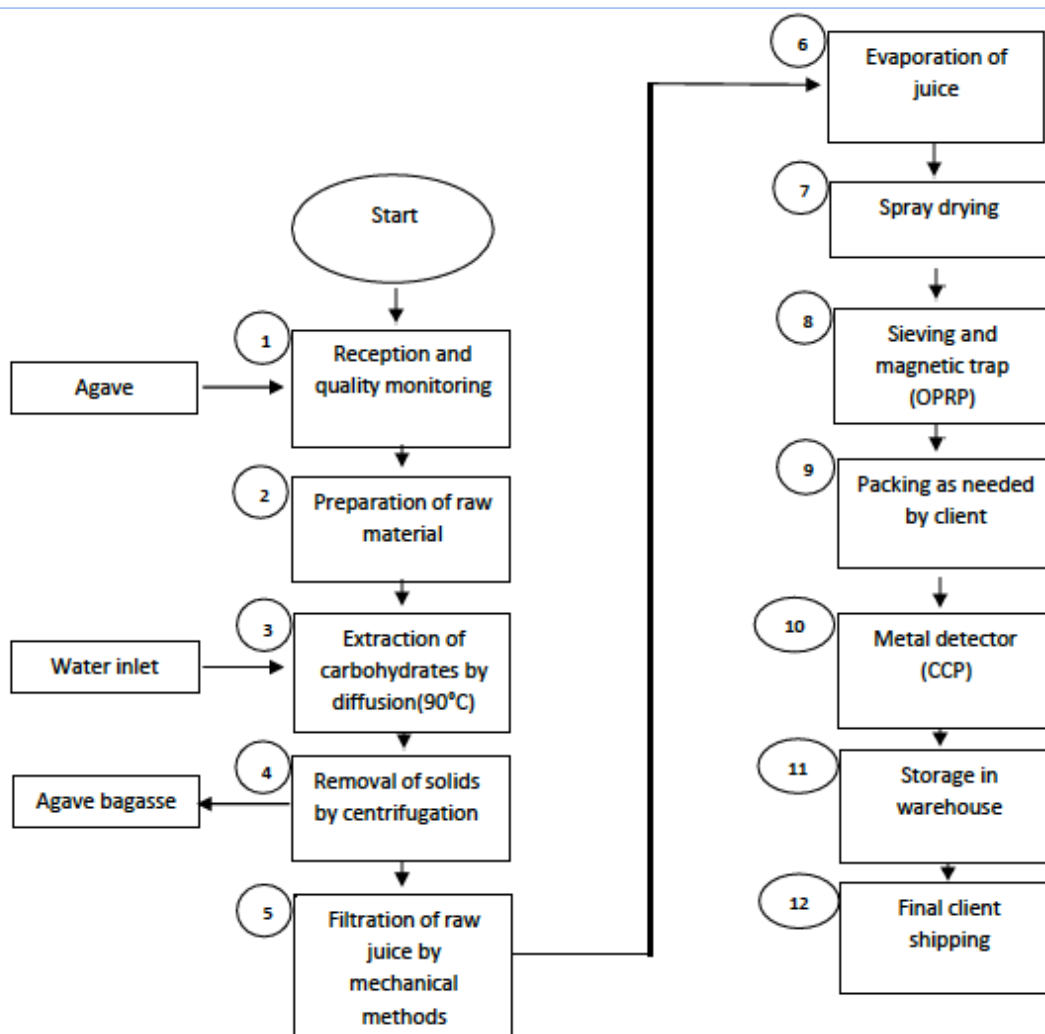 Start
1
Reception and
quality monitoring
Agave
2
Preparation of raw
material
3
Extraction of
carbohydrates by
diffusion(90°C)
Water inlet
4
Removal of solids
by centrifugation
Agave bagasse
5
Filtration of raw
juice by
mechanical
methods
6
Evaporation of
juice
7
Spray drying
8
Sieving and
magnetic trap
(OPRP)
9
Packing as needed
by client
10
Metal detector
(CCP)
11
Storage in
warehouse
12
Final client
shipping